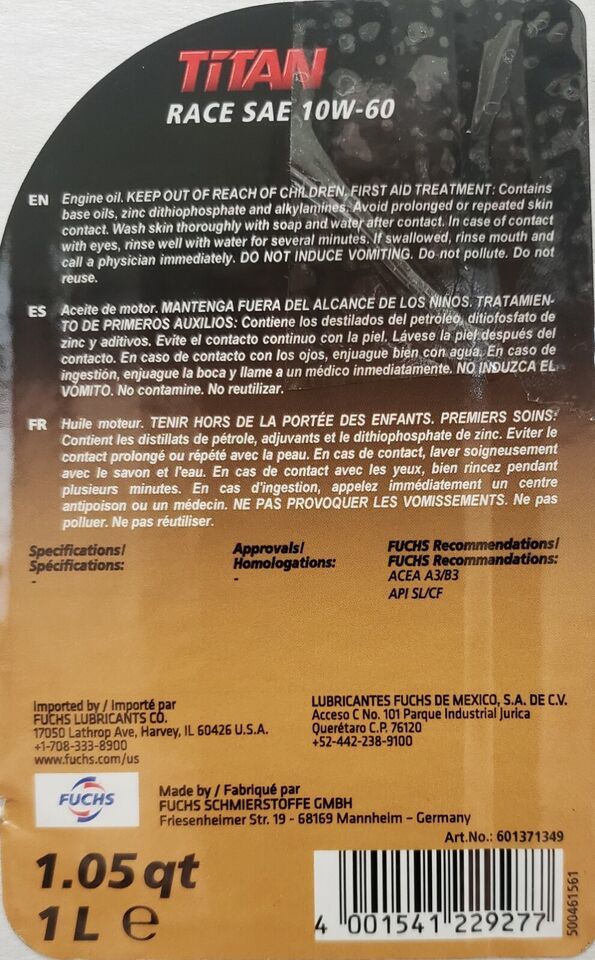 TITAN
RACE SAE 10W-60
EN Engine oil. KEEP OUT OF REACH OF CHILDREN. FIRST AID TREATMENT: Contains
base oils, zinc dithiophosphate and alkylamines. Avoid prolonged or repeated skin
contact. Wash skin thoroughly with soap and water after contact. In case of contact
with eyes, rinse well with water for several minutes. If swallowed, rinse mouth and
call a physician immediately. DO NOT INDUCE VOMITING. Do not pollute. Do not
reuse.
ES Aceite de motor. MANTENGA FUERA DEL ALCANCE DE LOS NIÑOS. TRATAMIEN-
TO DE PRIMEROS AUXILIOS: Contiene los destilados del petróleo, ditiofosfato de
zinc y aditivos. Evite el contacto continuo con la piel. Lávese la piel después del
contacto. En caso de contacto con los ojos, enjuague bien con agua. En caso de
ingestión, enjuague la boca y llame a un médico inmediatamente. NO INDUZCA EL
VÓMITO. No contamine. No reutilizar.
FR Huile moteur. TENIR HORS DE LA PORTÉE DES ENFANTS. PREMIERS SOINS:
Contient les distillats de pétrole, adjuvants et le dithiophosphate de zinc. Eviter le
contact prolongé ou répété avec la peau. En cas de contact, laver soigneusement
avec le savon et l'eau. En cas de contact avec les yeux, bien rincez pendant
plusieurs minutes. En cas d'ingestion, appelez immédiatement un centre
antipoison ou un médecin. NE PAS PROVOQUER LES VOMISSEMENTS. Ne pas
polluer. Ne pas réutiliser.
Specifications/ Approvals/ FUCHS Recommendations/
Spécifications: Homologations: FUCHS Recommandations:
- - ACEA A3/B3
API SL/CF
Imported by / Importé par
FUCHS LUBRICANTS CO.
17050 Lathrop Ave, Harvey, IL 60426 U.S.A.
+1-708-333-8900
www.fuchs.com/us
LUBRICANTES FUCHS DE MEXICO, S.A. DE C.V.
Acceso C No. 101 Parque Industrial Jurica
Querétaro C.P. 76120
+52-442-238-9100
FUCHS
Made by / Fabriqué par
FUCHS SCHMIERSTOFFE GMBH
Friesenheimer Str. 19 - 68169 Mannheim - Germany
Art.No.: 601371349
1.05 qt
1 L e
4 001541 229277
500461561